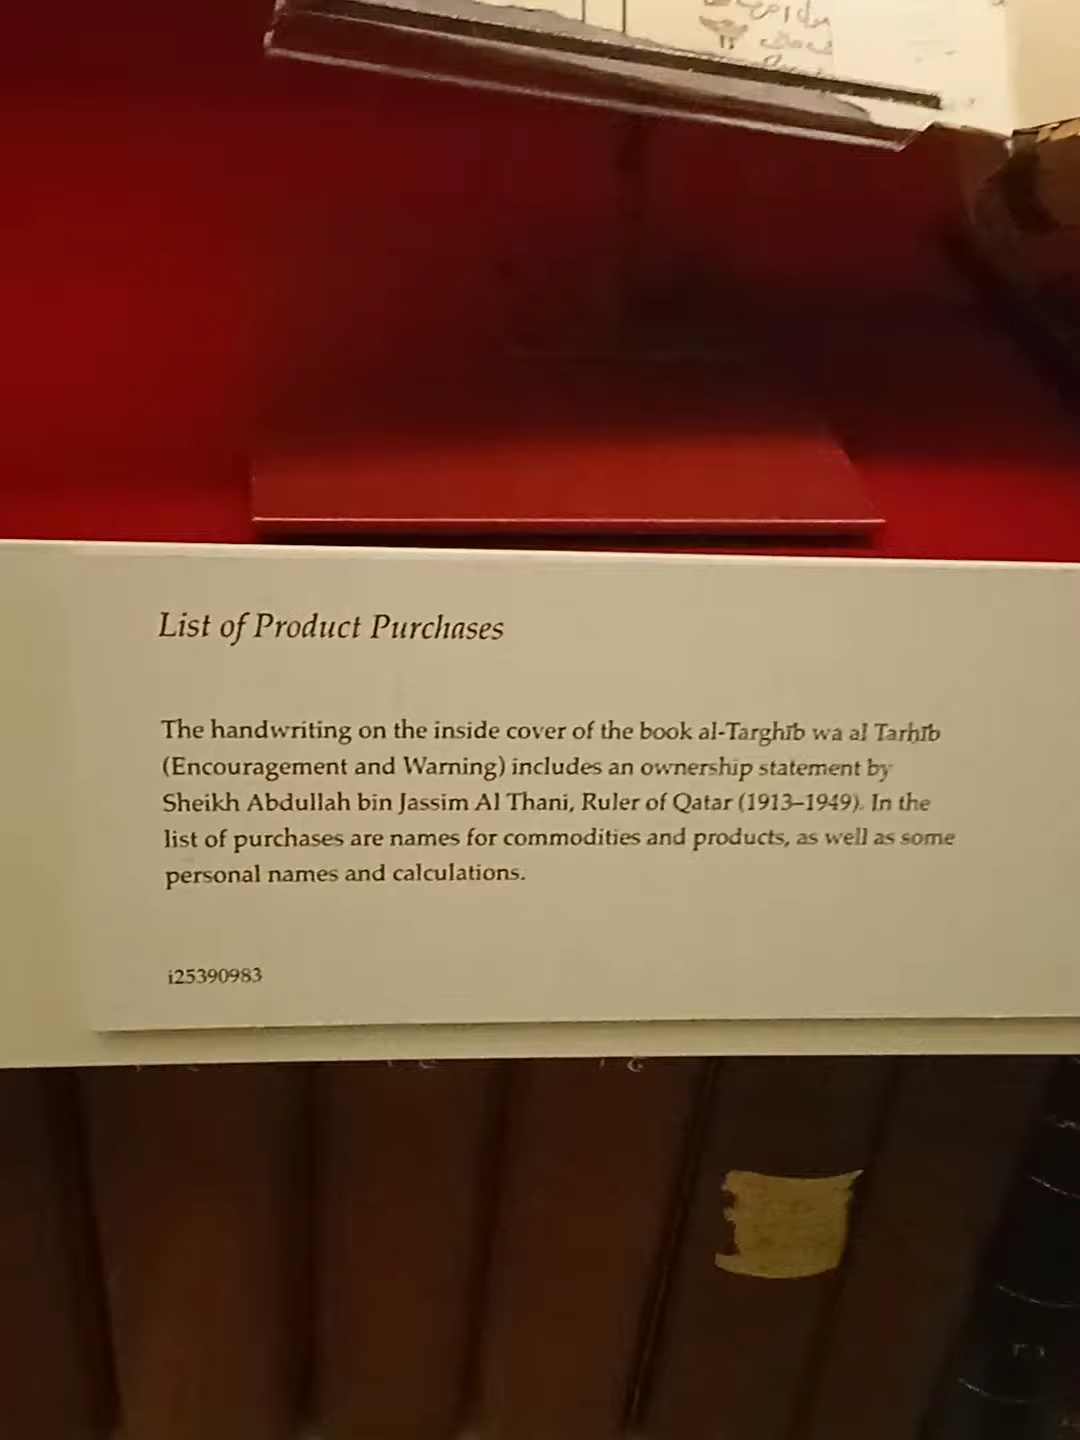 List of Product Purchases
The handwriting on the inside cover of the book al-Targhīb wa al Tarhīb
(Encouragement and Warning) includes an ownership statement by
Sheikh Abdullah bin Jassim Al Thani, Ruler of Qatar (1913–1949). In the
list of purchases are names for commodities and products, as well as some
personal names and calculations.
i25390983